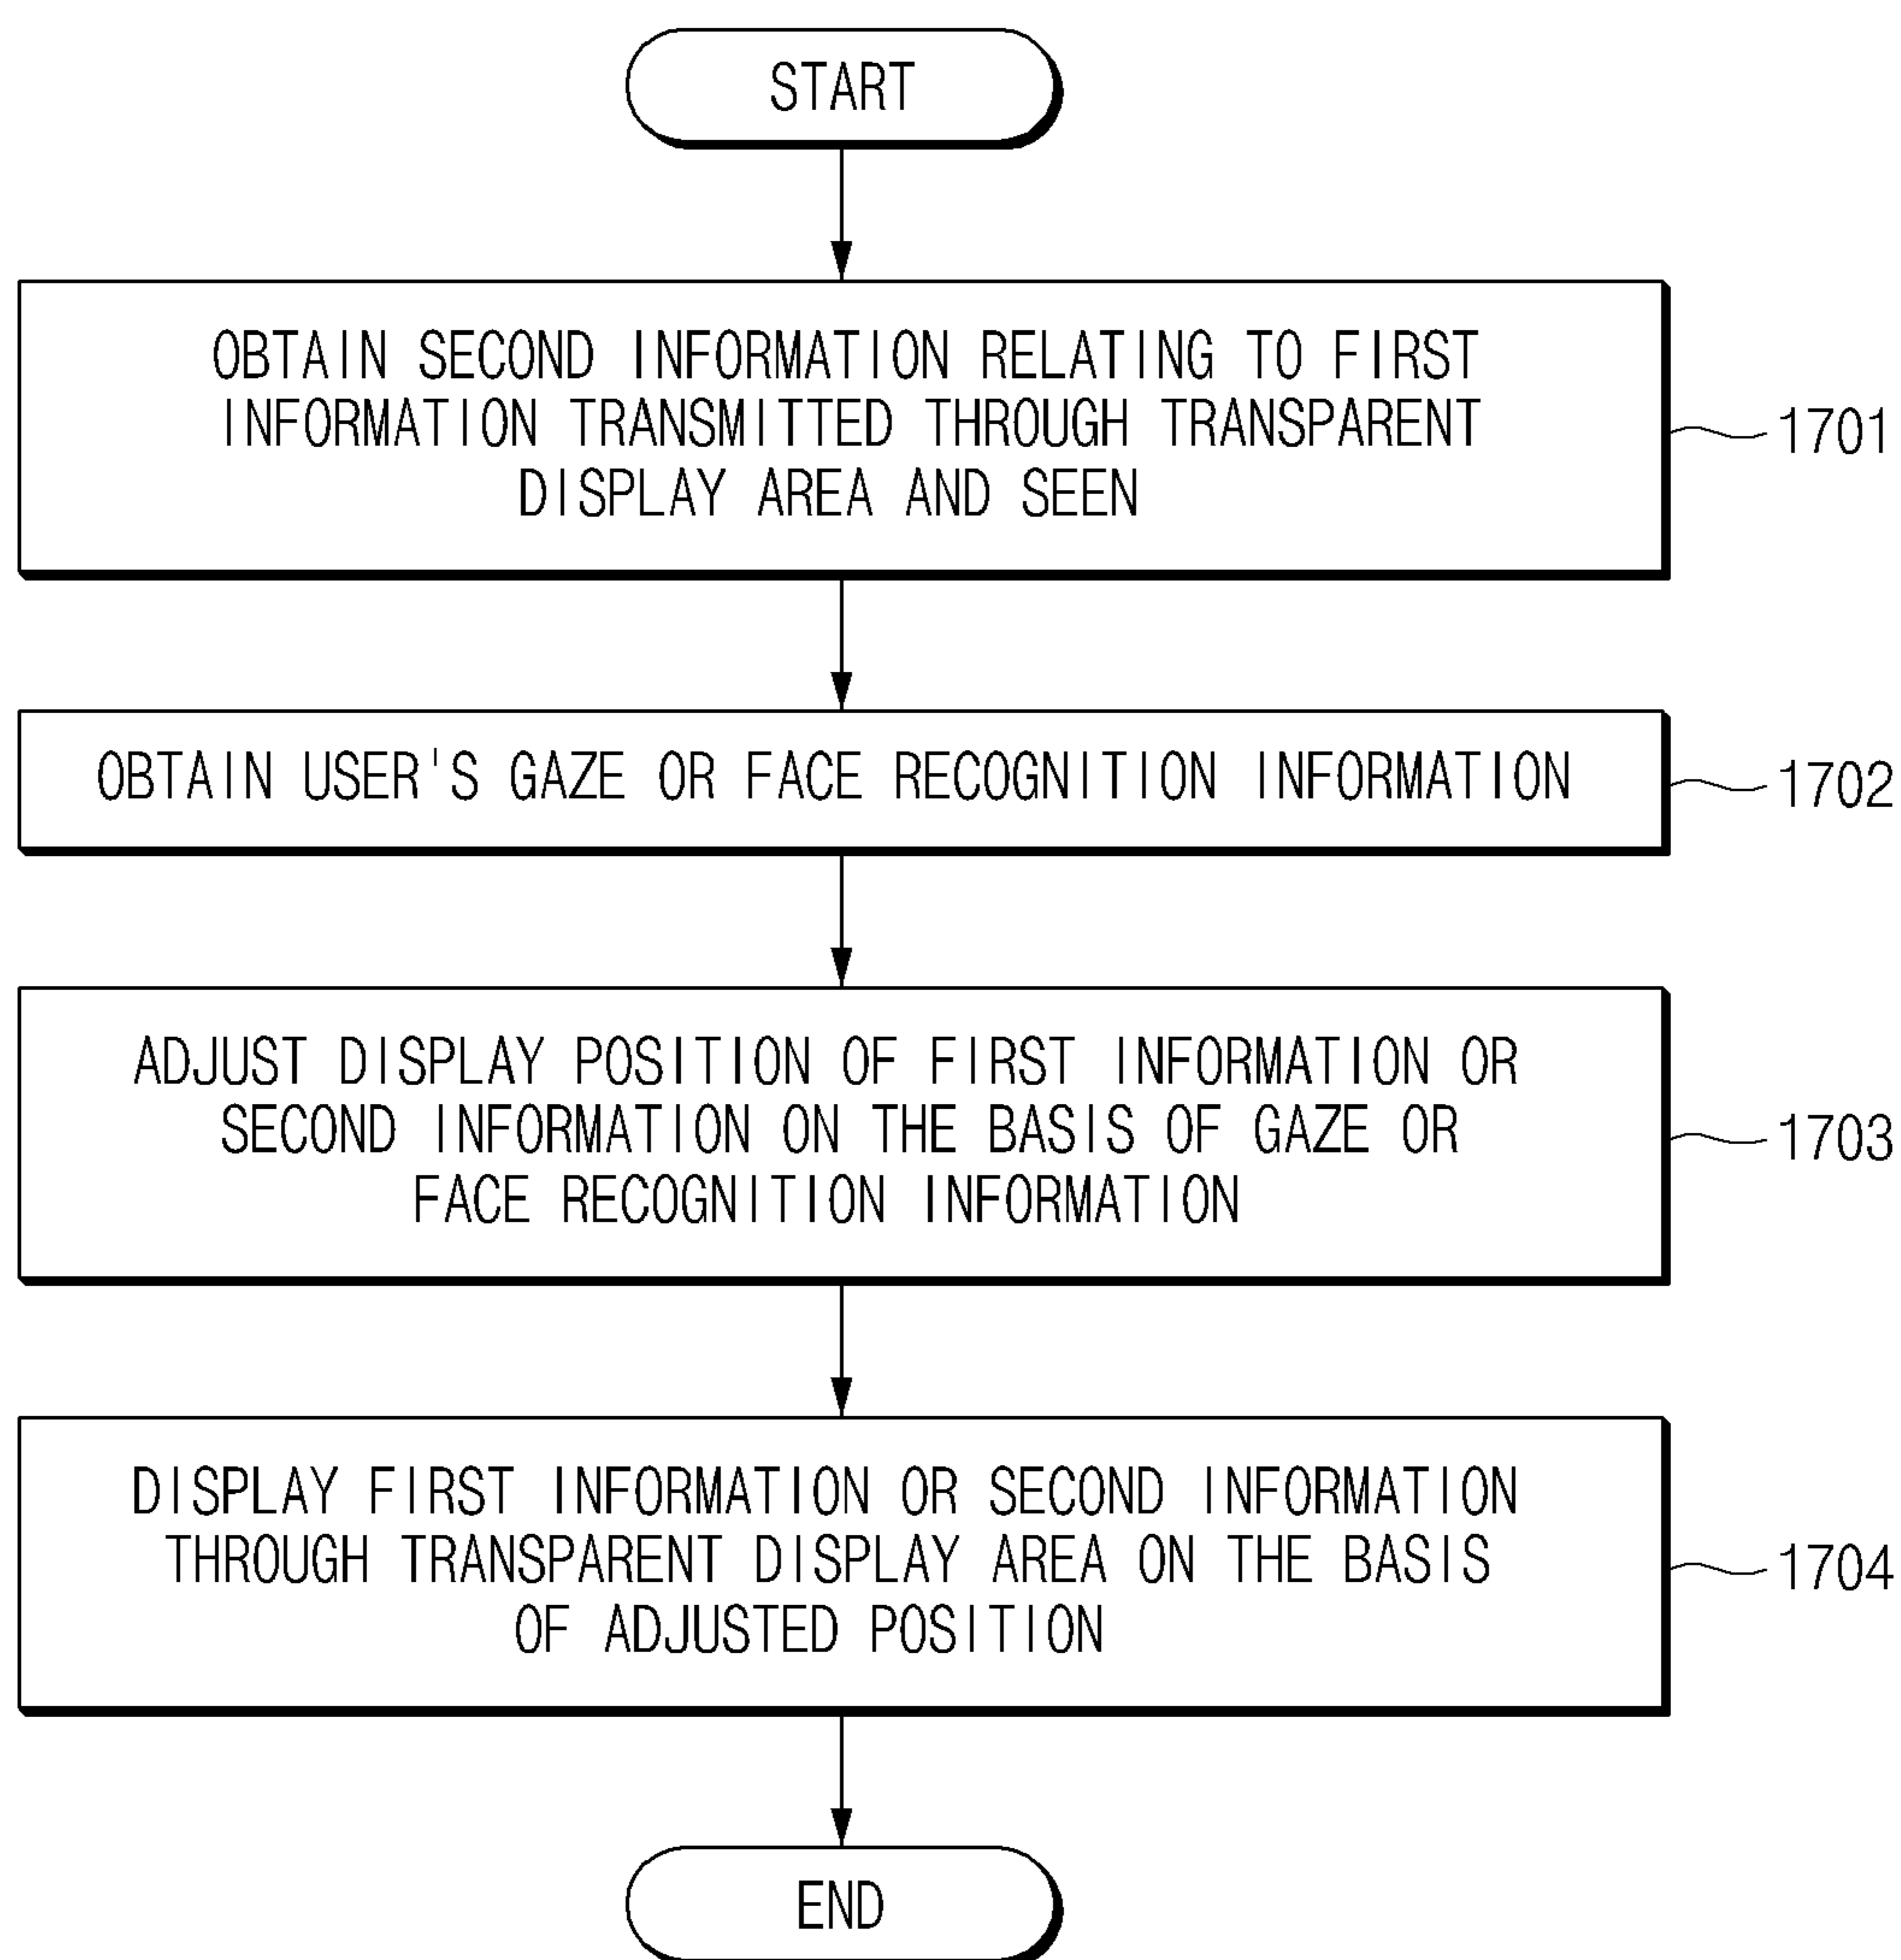 START
OBTAIN SECOND INFORMATION RELATING TO FIRST
INFORMATION TRANSMITTED THROUGH TRANSPARENT
DISPLAY AREA AND SEEN
1701
OBTAIN USER'S GAZE OR FACE RECOGNITION INFORMATION
1702
ADJUST DISPLAY POSITION OF FIRST INFORMATION OR
SECOND INFORMATION ON THE BASIS OF GAZE OR
FACE RECOGNITION INFORMATION
1703
DISPLAY FIRST INFORMATION OR SECOND INFORMATION
THROUGH TRANSPARENT DISPLAY AREA ON THE BASIS
OF ADJUSTED POSITION
1704
END